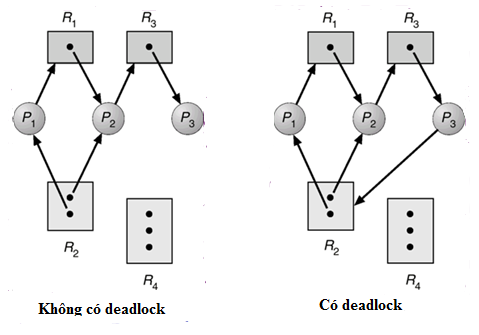 R1 R3
P1 P2 P3
R2
R4
Không có deadlock
R1 R3
P1 P2 P3
R2
R4
Có deadlock